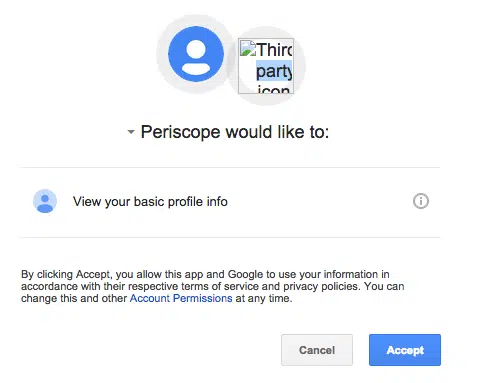 Third
party
icon
Periscope would like to:
View your basic profile info
By clicking Accept, you allow this app and Google to use your information in
accordance with their respective terms of service and privacy policies. You can
change this and other Account Permissions at any time.
Cancel
Accept